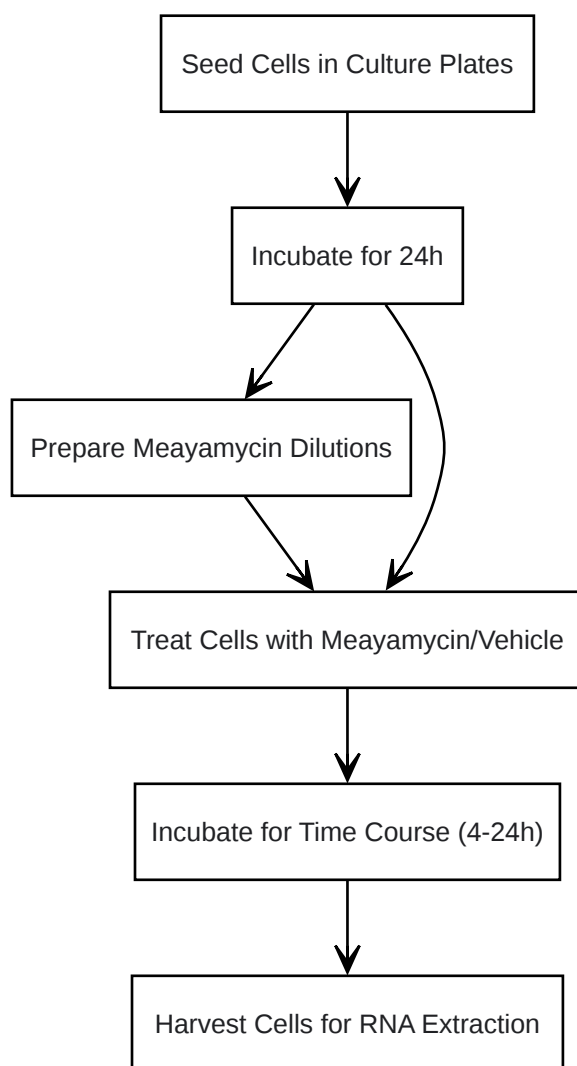 Seed Cells in Culture Plates
Incubate for 24h
Prepare Meayamycin Dilutions
Treat Cells with Meayamycin/Vehicle
Incubate for Time Course (4-24h)
Harvest Cells for RNA Extraction